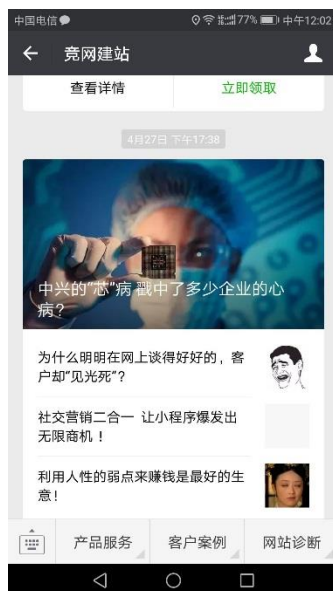 中国电信 77% 中午12:02
竞网建站
查看详情 立即领取
4月27日 下午17:38
中兴的“芯”病 戳中了多少企业的心
病?
为什么明明在网上谈得好好的，客
户却“见光死”?
社交营销二合一 让小程序爆发出
无限商机！
利用人性的弱点来赚钱是最好的生
意!
产品服务 客户案例 网站诊断